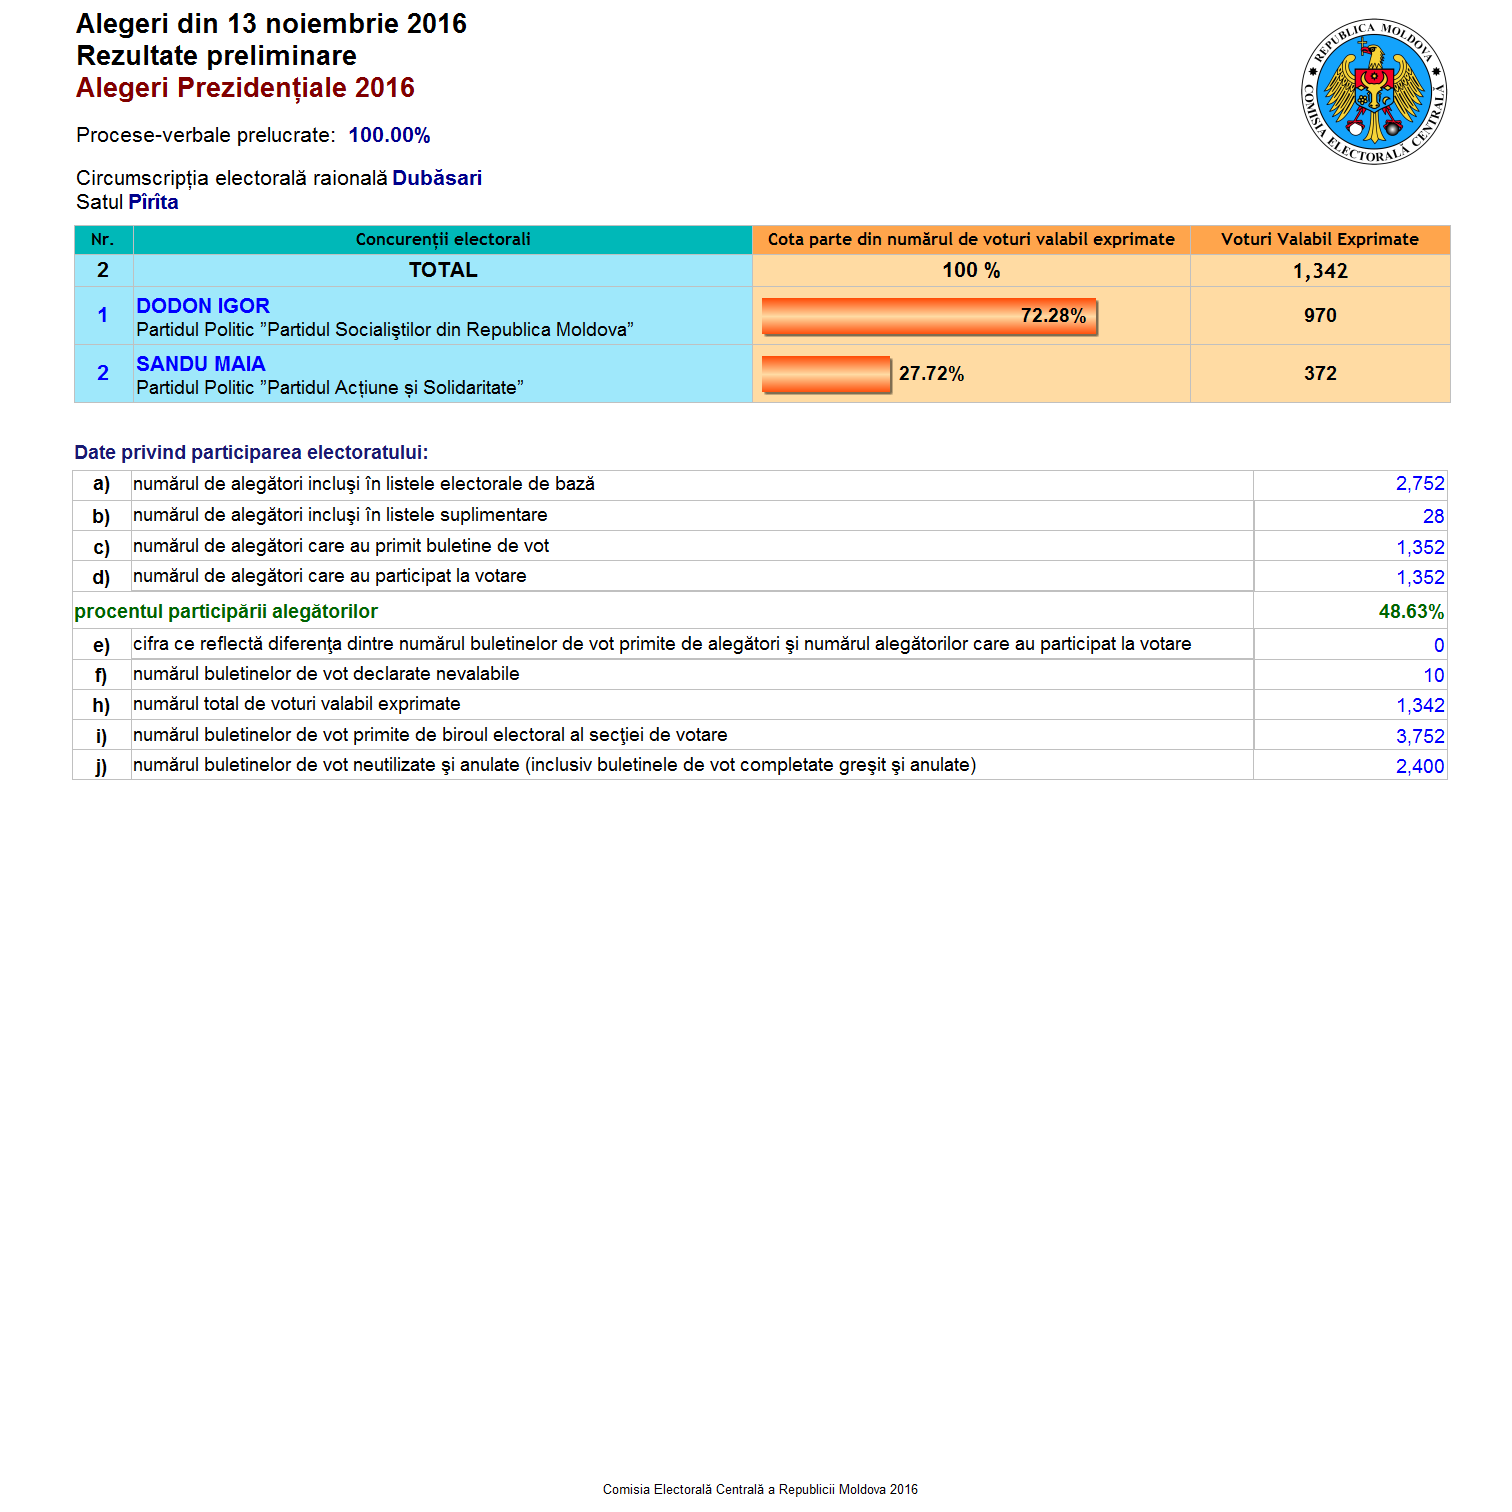 Alegeri din 13 noiembrie 2016
Rezultate preliminare
Alegeri Prezidențiale 2016
REPUBLICA MOLDOVA
COMISIA ELECTORALĂ CENTRALĂ
Procese-verbale prelucrate: 100.00%
Circumscripția electorală raională Dubăsari
Satul Pîrîta
Nr. Concurenții electorali Cota parte din numărul de voturi valabil exprimate Voturi Valabil Exprimate
2 TOTAL 100 % 1,342
1 DODON IGOR 72.28% 970
Partidul Politic ”Partidul Socialiştilor din Republica Moldova”
2 SANDU MAIA 27.72% 372
Partidul Politic ”Partidul Acțiune și Solidaritate”
Date privind participarea electoratului:
a) numărul de alegători incluşi în listele electorale de bază 2,752
b) numărul de alegători incluşi în listele suplimentare 28
c) numărul de alegători care au primit buletine de vot 1,352
d) numărul de alegători care au participat la votare 1,352
procentul participării alegătorilor 48.63%
e) cifra ce reflectă diferenţa dintre numărul buletinelor de vot primite de alegători şi numărul alegătorilor care au participat la votare 0
f) numărul buletinelor de vot declarate nevalabile 10
h) numărul total de voturi valabil exprimate 1,342
i) numărul buletinelor de vot primite de biroul electoral al secţiei de votare 3,752
j) numărul buletinelor de vot neutilizate şi anulate (inclusiv buletinele de vot completate greşit şi anulate) 2,400
Comisia Electorală Centrală a Republicii Moldova 2016